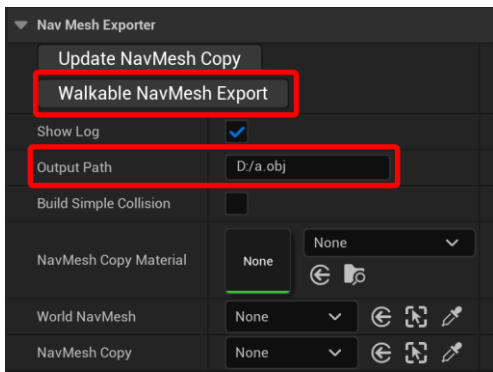 Nav Mesh Exporter
Update NavMesh Copy
Walkable NavMesh Export
Show Log
Output Path D:/a.obj
Build Simple Collision
NavMesh Copy Material None None
World NavMesh None
NavMesh Copy None